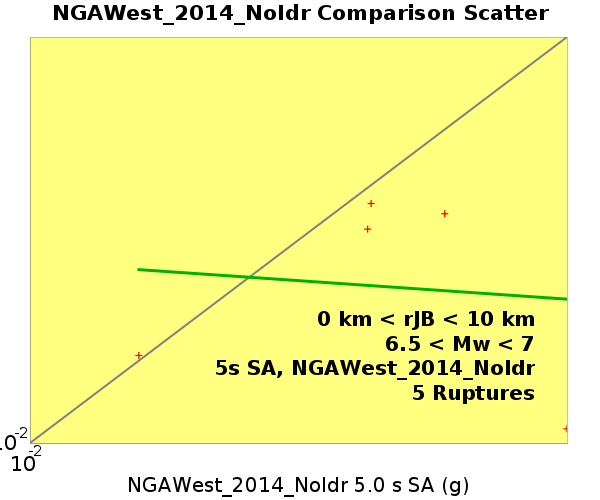 NGAWest_2014_NoIdr Comparison Scatter
0 km < rJB < 10 km
6.5 < Mw < 7
5s SA, NGAWest_2014_NoIdr
5 Ruptures
10^-2
10^-2
NGAWest_2014_NoIdr 5.0 s SA (g)